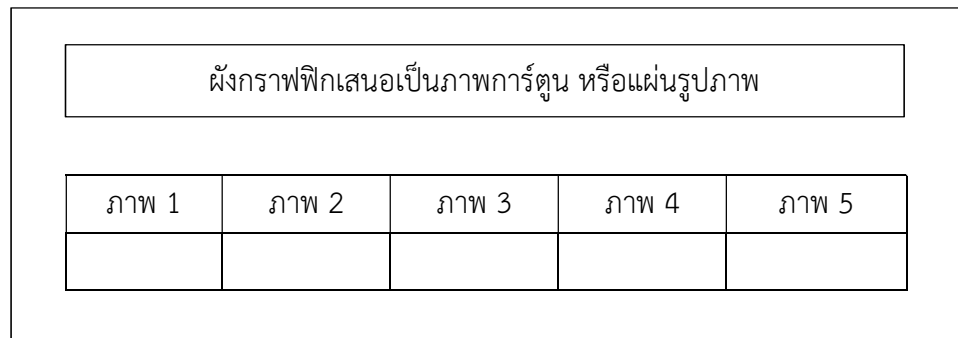 ผังกราฟฟิกเสนอเป็นภาพการ์ตูน หรือแผ่นรูปภาพ
ภาพ 1 ภาพ 2 ภาพ 3 ภาพ 4 ภาพ 5